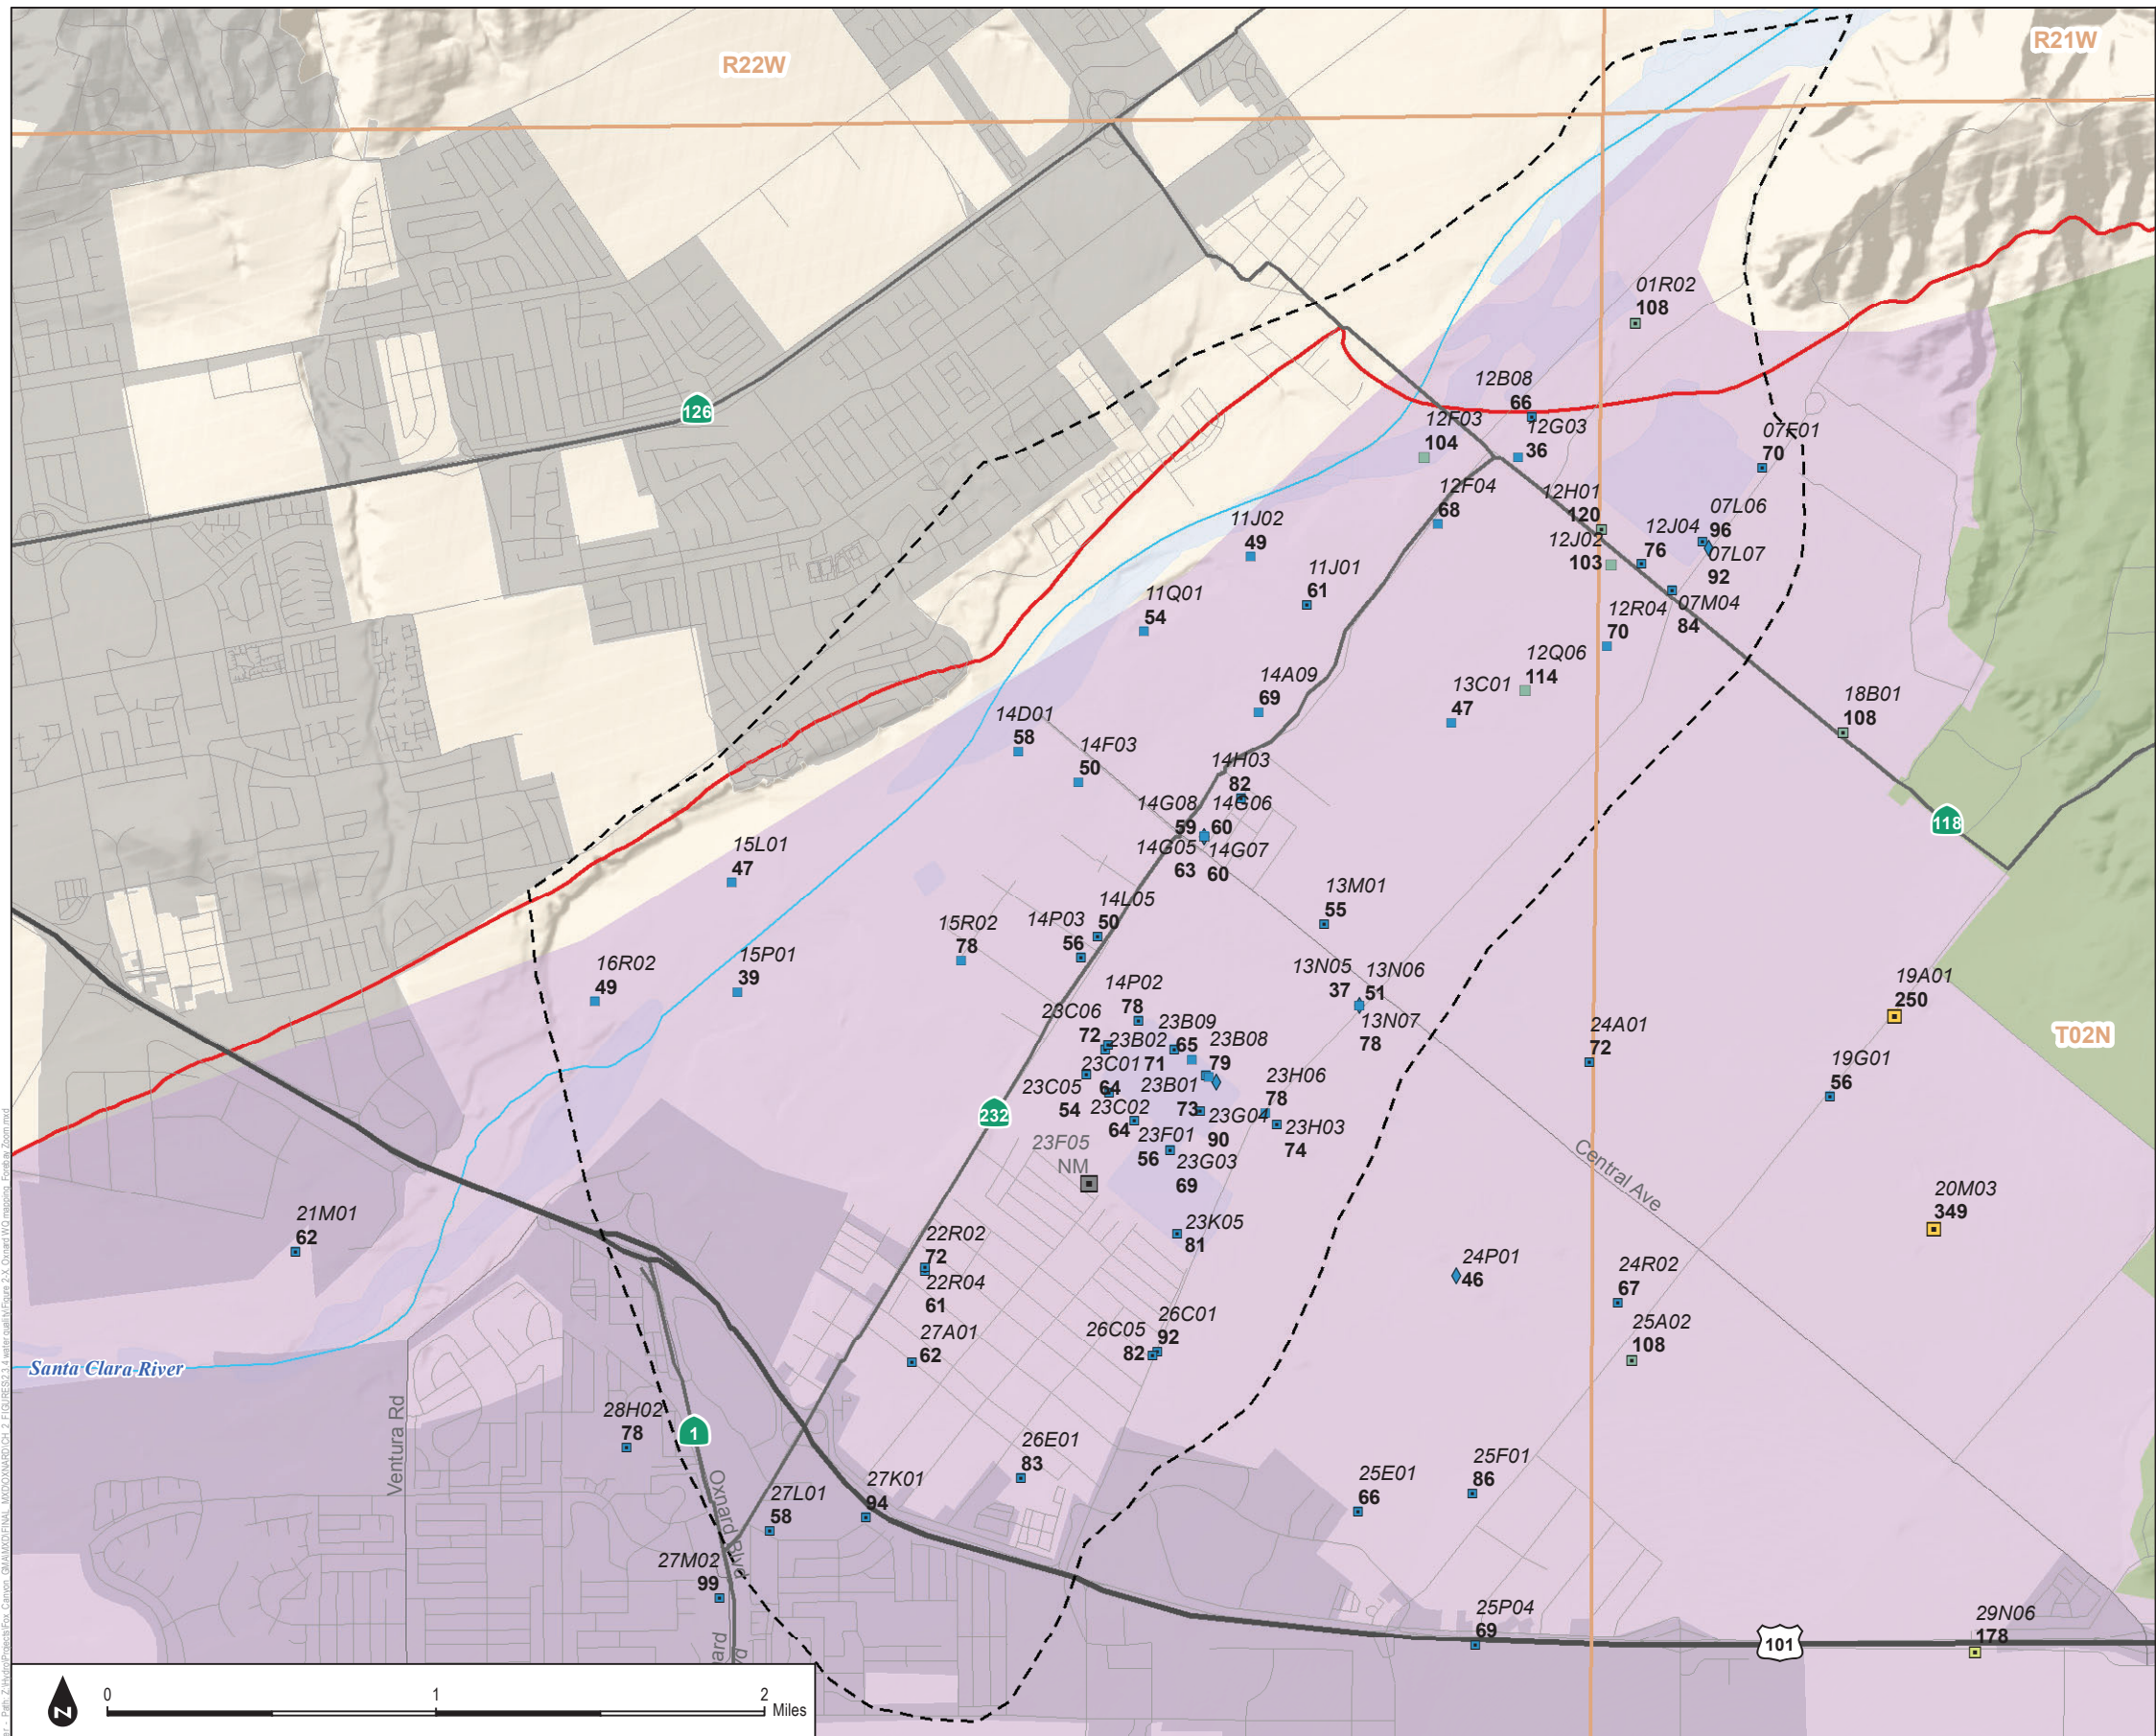 R22W
R21W
126
01R02
108
12B08
66
12F03
104
12G03
36
07F01
70
12F04
68
12H01
120
07L06
96
12J04
76
07L07
92
12J02
103
11J02
49
11J01
61
11Q01
54
07M04
84
12R04
70
12Q06
114
13C01
47
14A09
69
18B01
108
14D01
58
14F03
50
14H03
82
14G08
59
14G06
60
14G05
63
14G07
60
118
15L01
47
13M01
55
14L05
50
14P03
56
15R02
78
15P01
39
16R02
49
13N05
37
13N06
51
13N07
78
19A01
250
T02N
14P02
78
23C06
72
23B09
65
23B02
71
23B08
79
24A01
72
19G01
56
23C01
64
23C05
54
23B01
73
23H06
78
23C02
64
23G04
90
23H03
74
232
23F01
56
23F05
NM
23G03
69
Central Ave
20M03
349
21M01
62
22R02
72
22R04
61
23K05
81
24P01
46
24R02
67
25A02
108
26C01
92
26C05
82
27A01
62
Santa Clara River
Ventura Rd
28H02
78
1
Oxnard Blvd
26E01
83
27K01
94
27L01
58
25F01
86
25E01
66
27M02
99
25P04
69
101
29N06
178
N
0
1
2
Miles